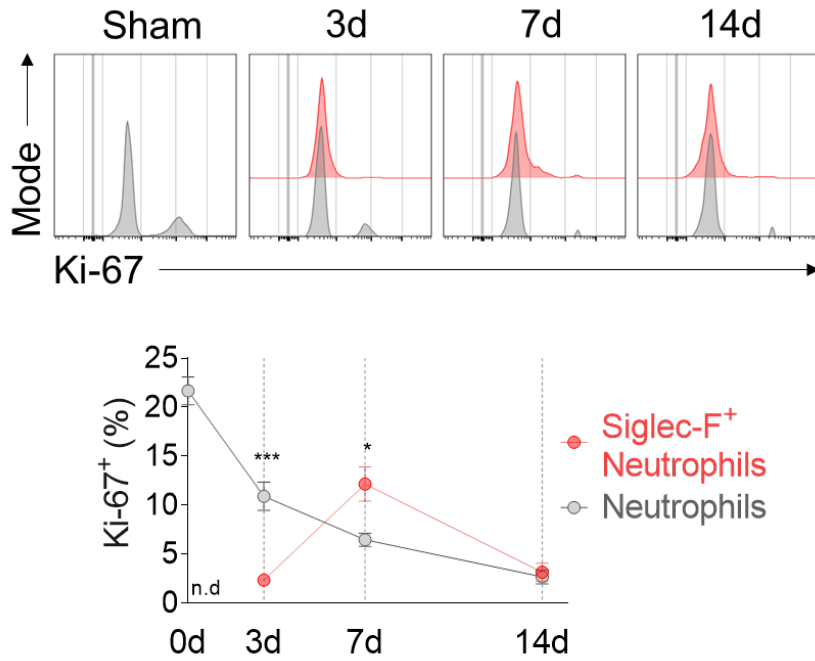 Sham 3d 7d 14d
Mode
Ki-67
25
20
15
10
5
0
Ki-67+ (%)
***
*
n.d
0d 3d 7d 14d
Siglec-F+
Neutrophils
Neutrophils